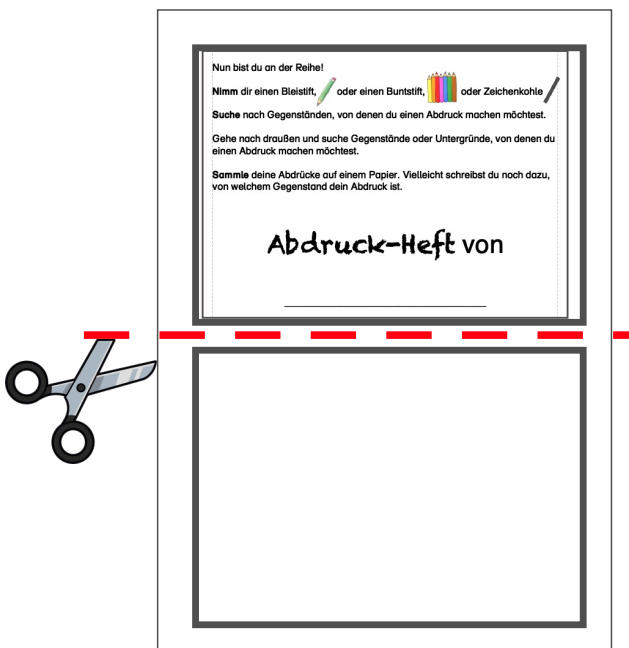 Nun bist du an der Reihe!
Nimm dir einen Bleistift, oder einen Buntstift, oder Zeichenkohle
Suche nach Gegenständen, von denen du einen Abdruck machen möchtest.
Gehe nach draußen und suche Gegenstände oder Untergründe, von denen du
einen Abdruck machen möchtest.
Sammle deine Abdrücke auf einem Papier. Vielleicht schreibst du noch dazu,
von welchem Gegenstand dein Abdruck ist.
Abdruck-Heft von